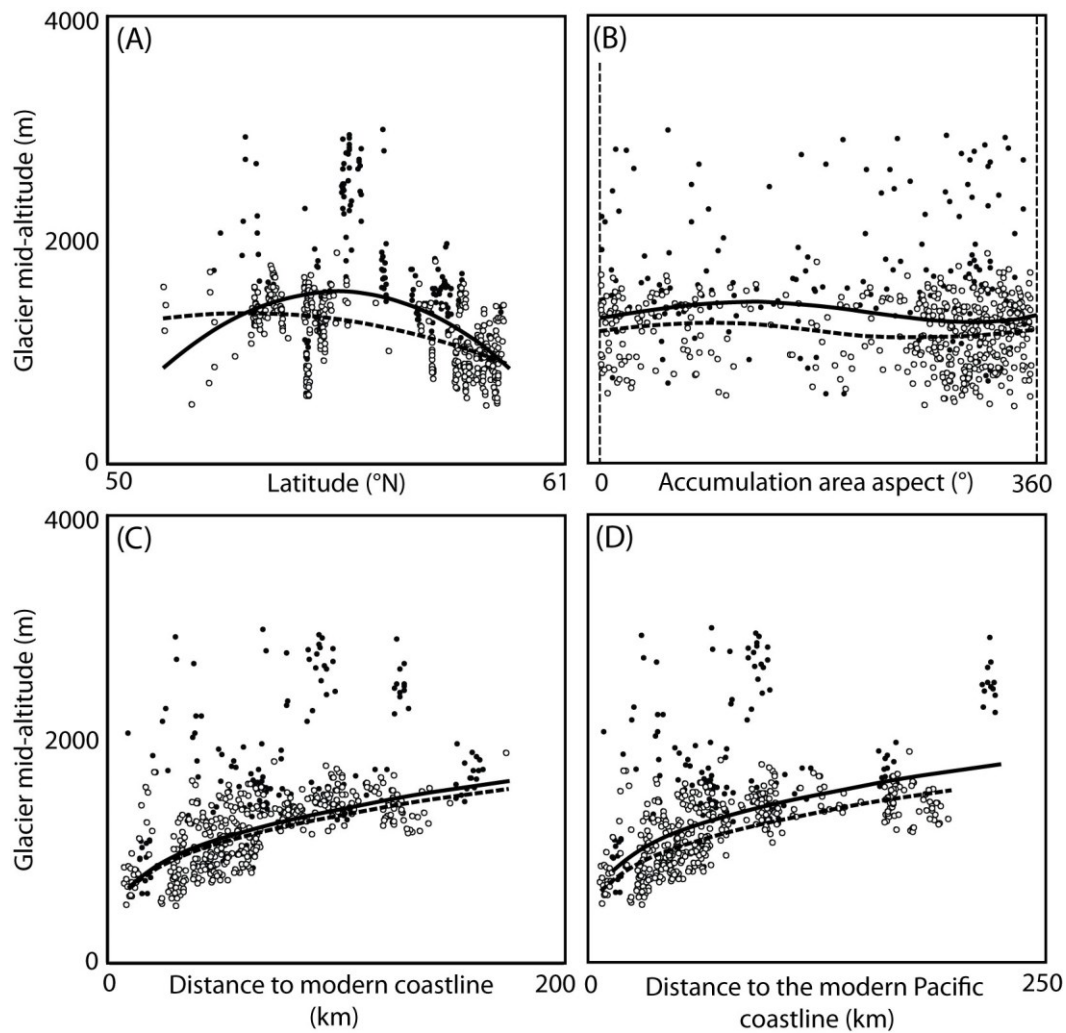 (A)
(B)
4000
2000
0
Glacier mid-altitude (m)
50
Latitude (°N)
61
0
Accumulation area aspect (°)
360
(C)
(D)
4000
2000
0
Glacier mid-altitude (m)
0
Distance to modern coastline
(km)
200
0
Distance to the modern Pacific
coastline (km)
250